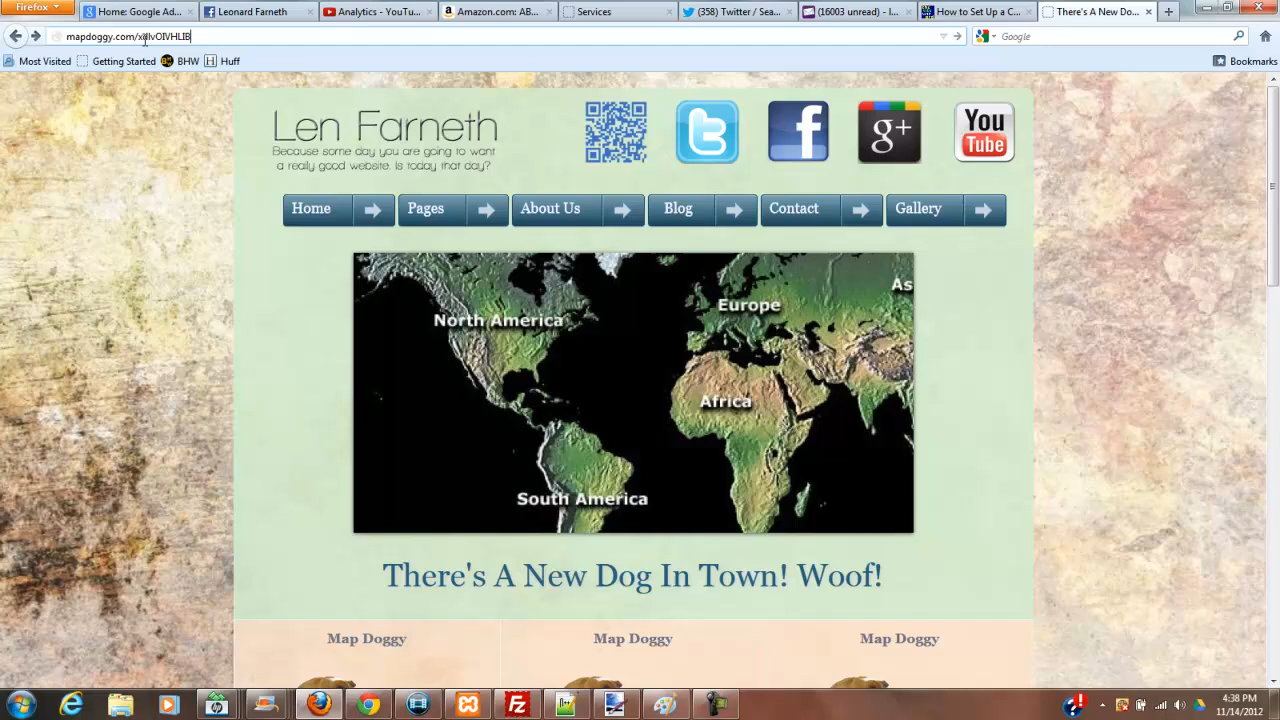 Firefox
Home: Google Ad...
Leonard Farneth
Analytics - YouTu...
Amazon.com: AB...
Services
(358) Twitter / Sea...
(16003 unread) - l...
How to Set Up a C...
There's A New Do...
Google
Most Visited
Getting Started
BHW
Huff
Bookmarks
Len Farneth
Because some day you are going to want
a really good website. Is today that day?
You
Tube
Home
Pages
About Us
Blog
Contact
Gallery
North America
Europe
As
Africa
South America
There's A New Dog In Town! Woof!
Map Doggy
Map Doggy
Map Doggy
4:38 PM
11/14/2012